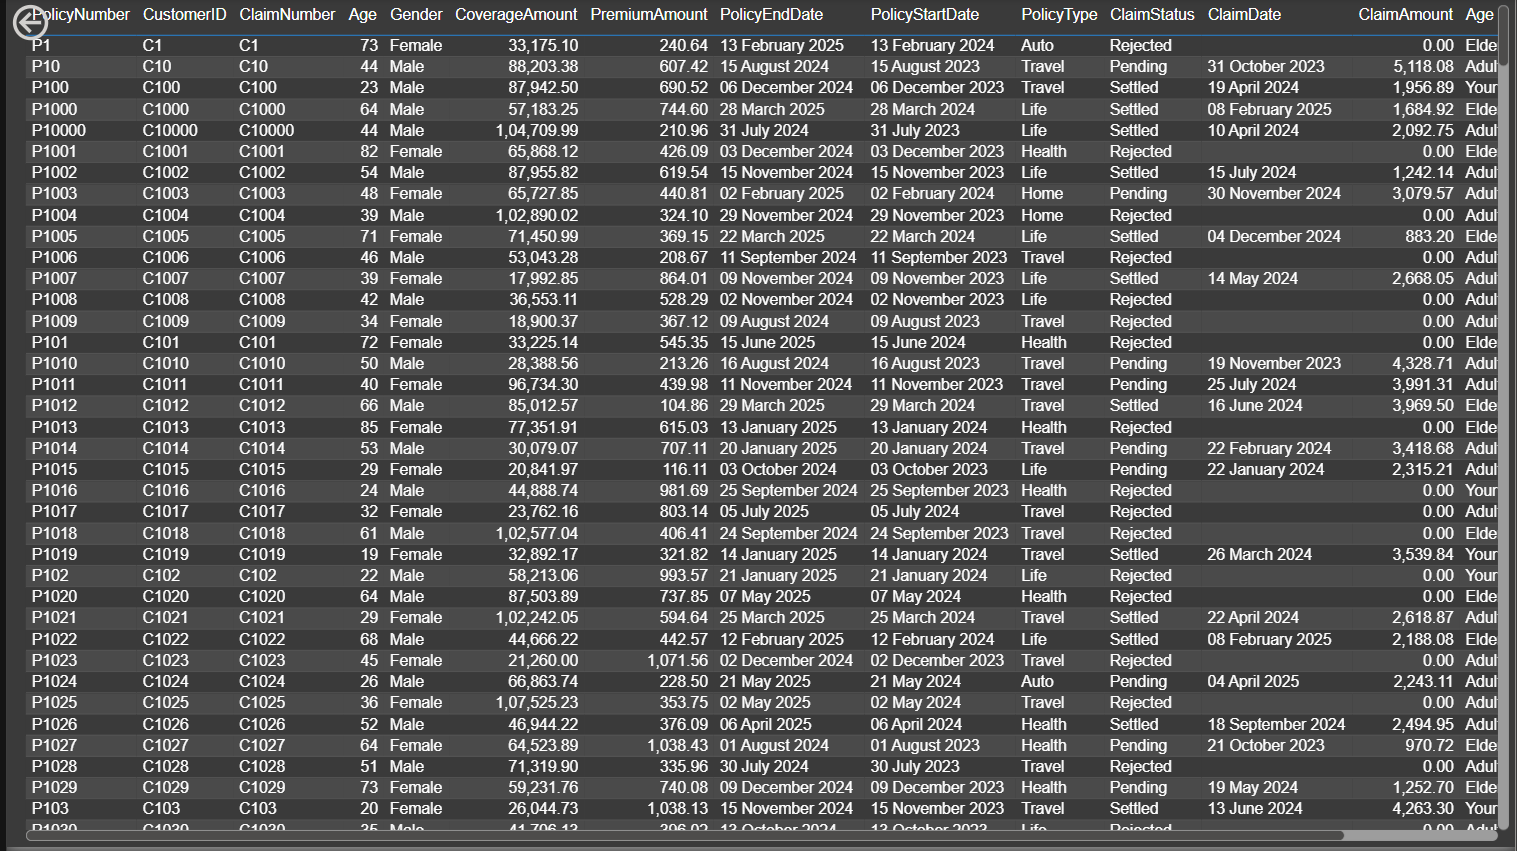 PolicyNumber CustomerID ClaimNumber Age Gender CoverageAmount PremiumAmount PolicyEndDate PolicyStartDate PolicyType ClaimStatus ClaimDate ClaimAmount Age
P1 C1 C1 73 Female 33,175.10 240.64 13 February 2025 13 February 2024 Auto Rejected 0.00 Elde
P10 C10 C10 44 Male 88,203.38 607.42 15 August 2024 15 August 2023 Travel Pending 31 October 2023 5,118.08 Adul
P100 C100 C100 23 Male 87,942.50 690.52 06 December 2024 06 December 2023 Travel Settled 19 April 2024 1,956.89 Your
P1000 C1000 C1000 64 Male 57,183.25 744.60 28 March 2025 28 March 2024 Life Settled 08 February 2025 1,684.92 Elde
P10000 C10000 C10000 44 Male 1,04,709.99 210.96 31 July 2024 31 July 2023 Life Settled 10 April 2024 2,092.75 Adul
P1001 C1001 C1001 82 Female 65,868.12 426.09 03 December 2024 03 December 2023 Health Rejected 0.00 Elde
P1002 C1002 C1002 54 Male 87,955.82 619.54 15 November 2024 15 November 2023 Life Settled 15 July 2024 1,242.14 Adul
P1003 C1003 C1003 48 Female 65,727.85 440.81 02 February 2025 02 February 2024 Home Pending 30 November 2024 3,079.57 Adul
P1004 C1004 C1004 39 Male 1,02,890.02 324.10 29 November 2024 29 November 2023 Home Rejected 0.00 Adul
P1005 C1005 C1005 71 Female 71,450.99 369.15 22 March 2025 22 March 2024 Life Settled 04 December 2024 883.20 Elde
P1006 C1006 C1006 46 Male 53,043.28 208.67 11 September 2024 11 September 2023 Travel Rejected 0.00 Adul
P1007 C1007 C1007 39 Female 17,992.85 864.01 09 November 2024 09 November 2023 Life Settled 14 May 2024 2,668.05 Adul
P1008 C1008 C1008 42 Male 36,553.11 528.29 02 November 2024 02 November 2023 Life Rejected 0.00 Adul
P1009 C1009 C1009 34 Female 18,900.37 367.12 09 August 2024 09 August 2023 Travel Rejected 0.00 Adul
P101 C101 C101 72 Female 33,225.14 545.35 15 June 2025 15 June 2024 Health Rejected 0.00 Elde
P1010 C1010 C1010 50 Male 28,388.56 213.26 16 August 2024 16 August 2023 Travel Pending 19 November 2023 4,328.71 Adul
P1011 C1011 C1011 40 Female 96,734.30 439.98 11 November 2024 11 November 2023 Travel Pending 25 July 2024 3,991.31 Adul
P1012 C1012 C1012 66 Male 85,012.57 104.86 29 March 2025 29 March 2024 Travel Settled 16 June 2024 3,969.50 Elde
P1013 C1013 C1013 85 Female 77,351.91 615.03 13 January 2025 13 January 2024 Health Rejected 0.00 Elde
P1014 C1014 C1014 53 Male 30,079.07 707.11 20 January 2025 20 January 2024 Travel Pending 22 February 2024 3,418.68 Adul
P1015 C1015 C1015 29 Female 20,841.97 116.11 03 October 2024 03 October 2023 Life Pending 22 January 2024 2,315.21 Adul
P1016 C1016 C1016 24 Male 44,888.74 981.69 25 September 2024 25 September 2023 Health Rejected 0.00 Your
P1017 C1017 C1017 32 Female 23,762.16 803.14 05 July 2025 05 July 2024 Travel Rejected 0.00 Adul
P1018 C1018 C1018 61 Male 1,02,577.04 406.41 24 September 2024 24 September 2023 Travel Rejected 0.00 Elde
P1019 C1019 C1019 19 Female 32,892.17 321.82 14 January 2025 14 January 2024 Travel Settled 26 March 2024 3,539.84 Your
P102 C102 C102 22 Male 58,213.06 993.57 21 January 2025 21 January 2024 Life Rejected 0.00 Your
P1020 C1020 C1020 64 Male 87,503.89 737.85 07 May 2025 07 May 2024 Health Rejected 0.00 Elde
P1021 C1021 C1021 29 Female 1,02,242.05 594.64 25 March 2025 25 March 2024 Travel Settled 22 April 2024 2,618.87 Adul
P1022 C1022 C1022 68 Male 44,666.22 442.57 12 February 2025 12 February 2024 Life Settled 08 February 2025 2,188.08 Elde
P1023 C1023 C1023 45 Female 21,260.00 1,071.56 02 December 2024 02 December 2023 Travel Rejected 0.00 Adul
P1024 C1024 C1024 26 Male 66,863.74 228.50 21 May 2025 21 May 2024 Auto Pending 04 April 2025 2,243.11 Adul
P1025 C1025 C1025 36 Female 1,07,525.23 353.75 02 May 2025 02 May 2024 Travel Rejected 0.00 Adul
P1026 C1026 C1026 52 Male 46,944.22 376.09 06 April 2025 06 April 2024 Health Settled 18 September 2024 2,494.95 Adul
P1027 C1027 C1027 64 Female 64,523.89 1,038.43 01 August 2024 01 August 2023 Health Pending 21 October 2023 970.72 Elde
P1028 C1028 C1028 51 Male 71,319.90 335.96 30 July 2024 30 July 2023 Travel Rejected 0.00 Adul
P1029 C1029 C1029 73 Female 59,231.76 740.08 09 December 2024 09 December 2023 Health Pending 19 May 2024 1,252.70 Elde
P103 C103 C103 20 Female 26,044.73 1,038.13 15 November 2024 15 November 2023 Travel Settled 13 June 2024 4,263.30 Your
P1030 C1030 C1030 35 Male 13 October 2024 13 October 2023 Life Rejected 0.00 Adul